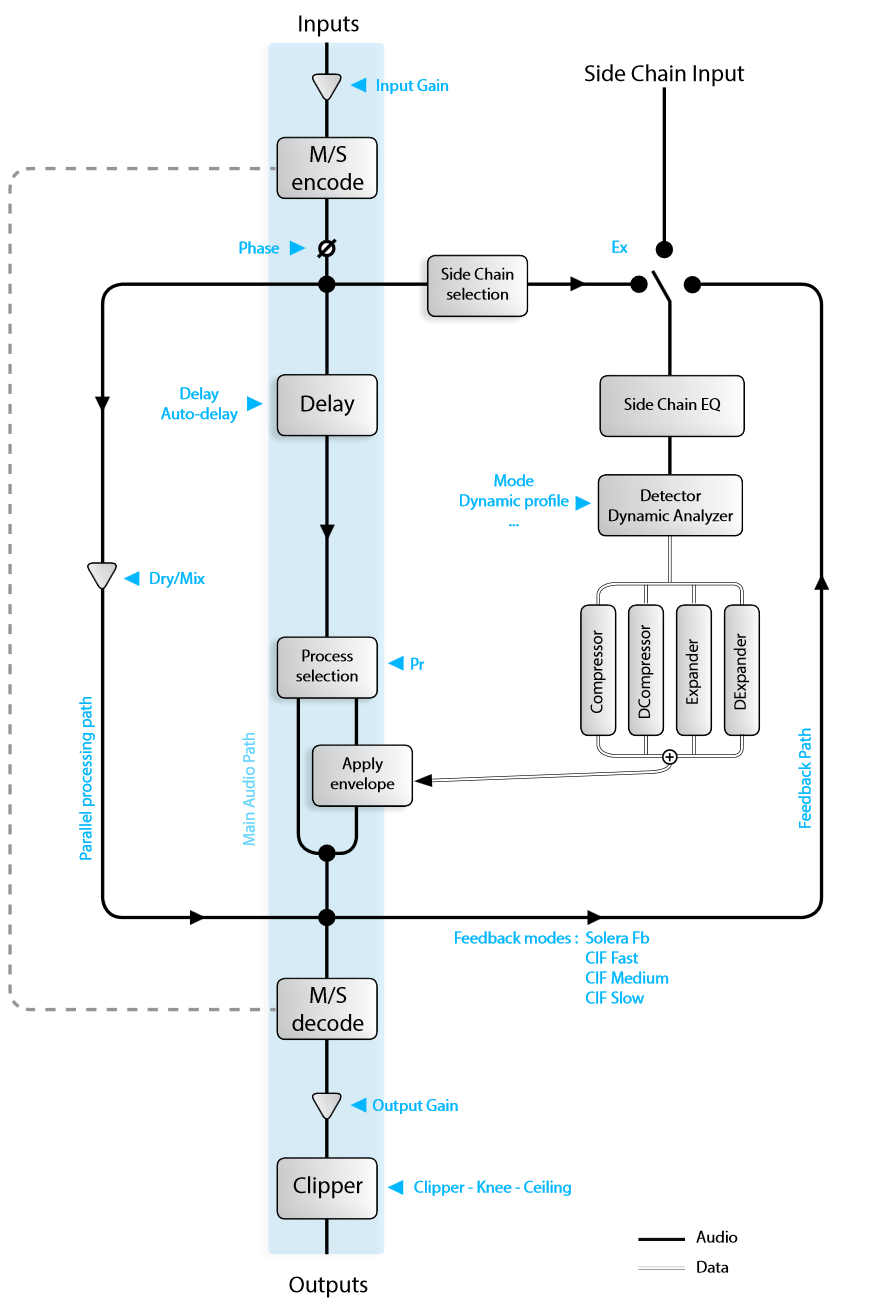 Inputs
Side Chain Input
Input Gain
M/S
encode
Phase
Ex
Side Chain
selection
Delay
Auto-delay
Delay
Side Chain EQ
Mode
Dynamic profile
...
Detector
Dynamic Analyzer
Dry/Mix
Compressor
DCompressor
Expander
DExpander
Process
selection
Pr
Parallel processing path
Main Audio Path
Apply
envelope
Feedback Path
Feedback modes : Solera Fb
CIF Fast
CIF Medium
CIF Slow
M/S
decode
Output Gain
Clipper
Clipper - Knee - Ceiling
Audio
Data
Outputs